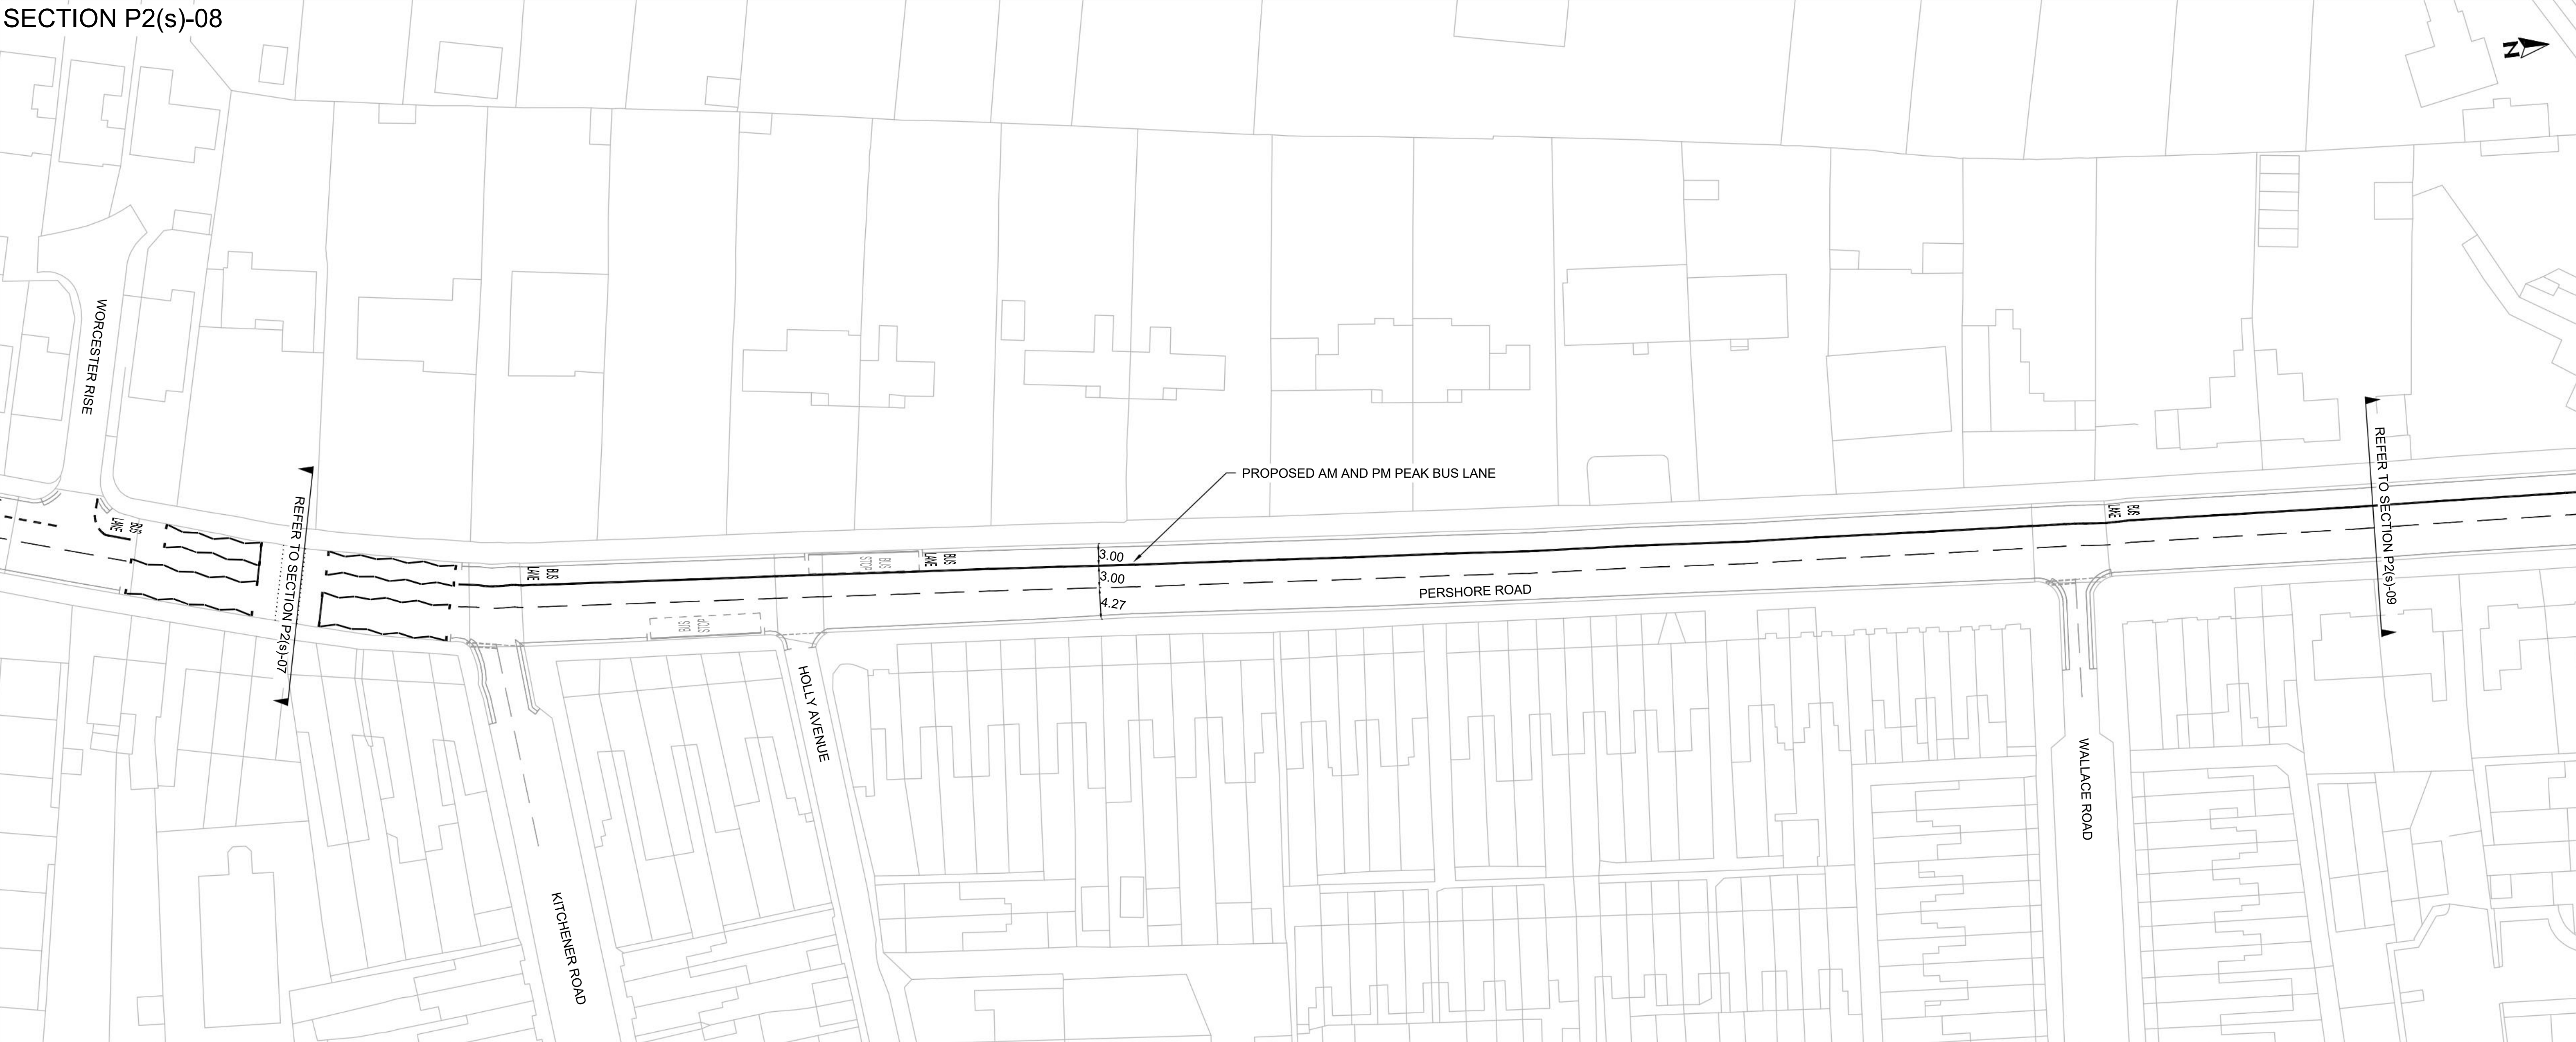 SECTION P2(s)-08
N
WORCESTER RISE
REFER TO SECTION P2(s)-07
BUS
LANE
BUS
LANE
BUS
STOP
BUS
LANE
PROPOSED AM AND PM PEAK BUS LANE
3.00
3.00
4.27
PERSHORE ROAD
BUS
LANE
REFER TO SECTION P2(s)-09
BUS
STOP
KITCHENER ROAD
HOLLY AVENUE
WALLACE ROAD